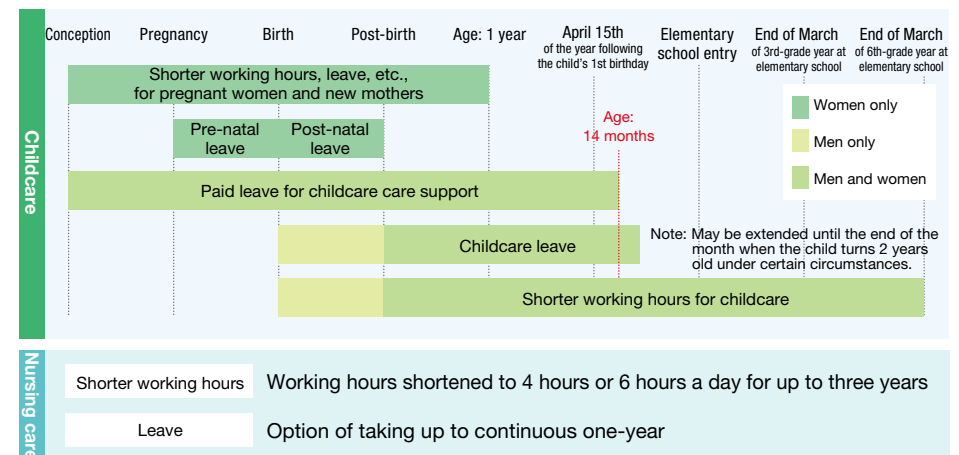 Childcare
Conception
Pregnancy
Birth
Post-birth
Age: 1 year
April 15th
of the year following
the child's 1st birthday
Elementary
school entry
End of March
of 3rd-grade year at
elementary school
End of March
of 6th-grade year at
elementary school
Shorter working hours, leave, etc.,
for pregnant women and new mothers
Women only
Men only
Men and women
Age:
14 months
Pre-natal
leave
Post-natal
leave
Paid leave for childcare care support
Childcare leave
Note: May be extended until the end of the
month when the child turns 2 years
old under certain circumstances.
Shorter working hours for childcare
Nursing care
Shorter working hours
Working hours shortened to 4 hours or 6 hours a day for up to three years
Leave
Option of taking up to continuous one-year